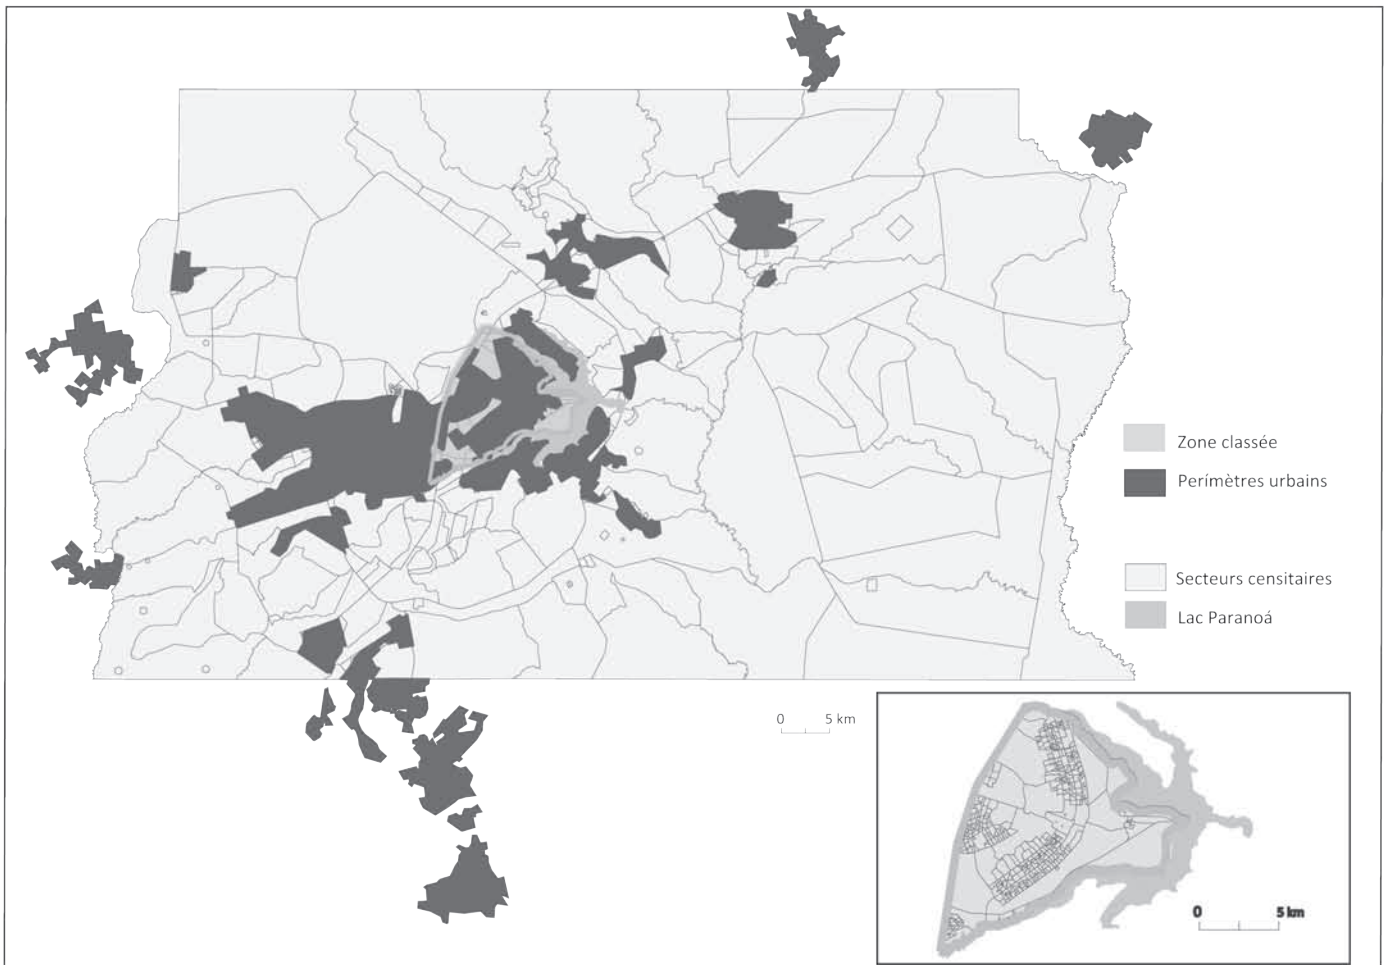 Zone classée
Perímètres urbains
Secteurs censitaires
Lac Paranoá
0 5 km
0 5 km